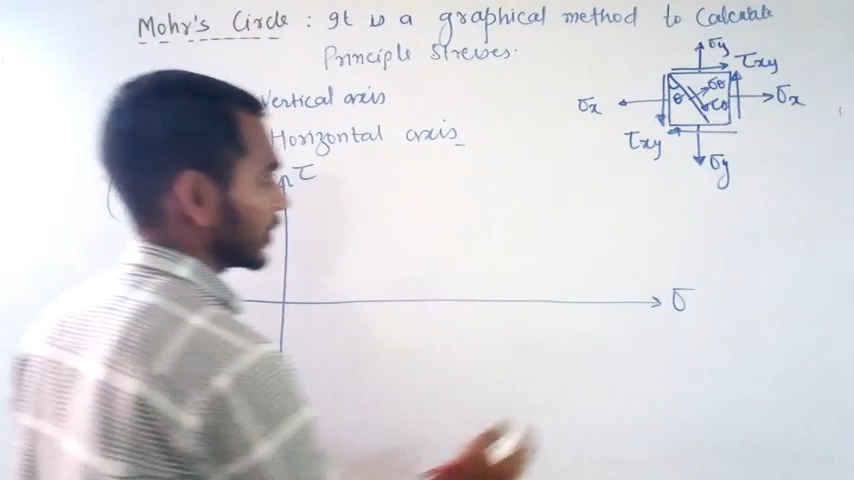 Mohr's Circle : It is a graphical method to Calculate
Principle Stresses.
Vertical axis
Horizontal axis
τ
σ
σy
τxy
σx
σx
θ
σθ
τθ
τxy
σy